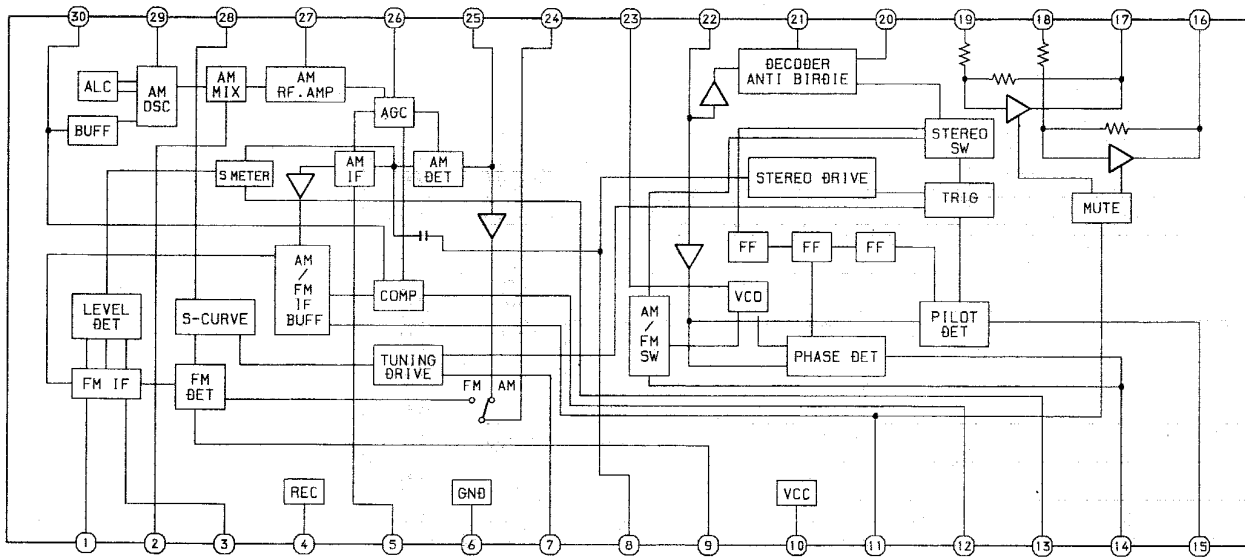 30 29 28 27 26 25 24 23 22 21 20 19 18 17 16
ALC
AM
OSC
AM
MIX
AM
RF.AMP
AGC
BUFF
S METER
AM
IF
AM
DET
DECODER
ANTI BIRDIE
STEREO
SW
STEREO DRIVE
TRIG
MUTE
FF
FF
FF
LEVEL
DET
S-CURVE
AM
/
FM
IF
BUFF
COMP
AM
/
FM
SW
VCO
PHASE DET
PILOT
DET
FM IF
FM
DET
TUNING
DRIVE
FM AM
REC
GND
VCC
1 2 3 4 5 6 7 8 9 10 11 12 13 14 15